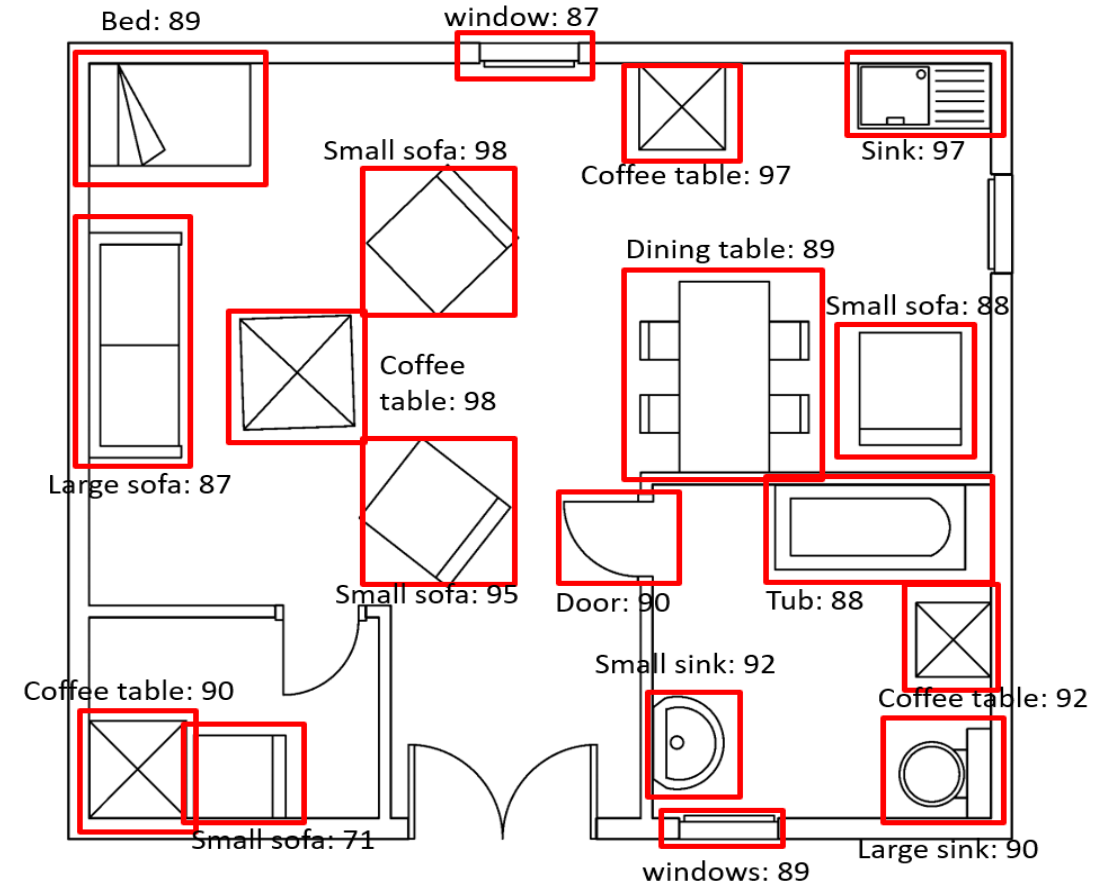 Bed: 89
window: 87
Small sofa: 98
Coffee table: 97
Sink: 97
Dining table: 89
Small sofa: 88
Coffee
table: 98
Large sofa: 87
Small sofa: 95
Door: 90
Tub: 88
Small sink: 92
Coffee table: 90
Coffee table: 92
Small sofa: 71
Large sink: 90
windows: 89